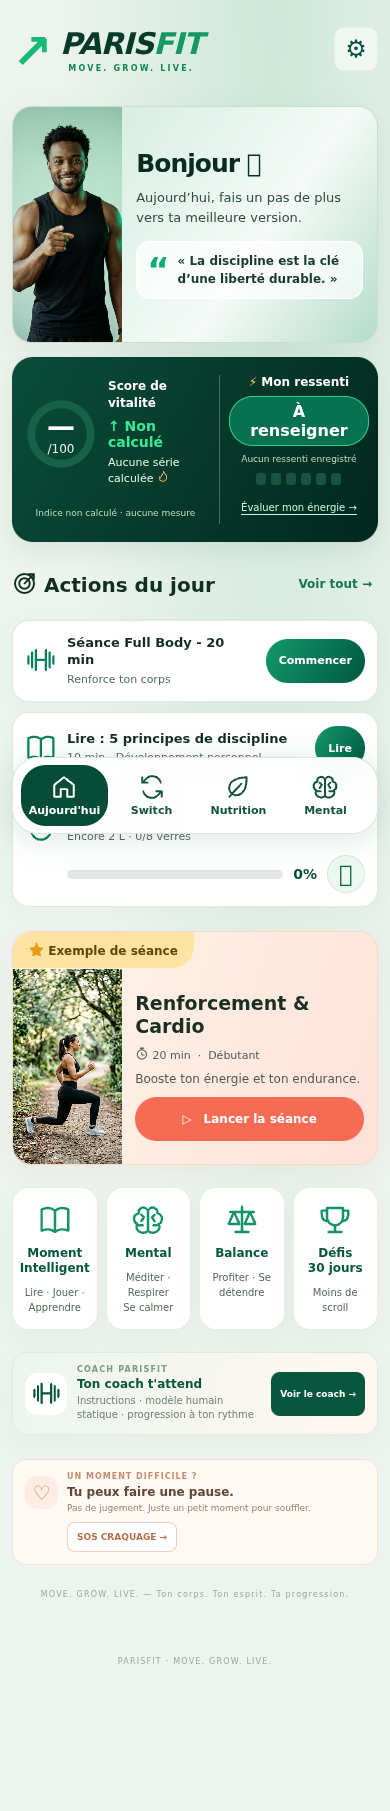 PARISFIT
MOVE. GROW. LIVE.
Bonjour
Aujourd’hui, fais un pas de plus
vers ta meilleure version.
“ « La discipline est la clé
d’une liberté durable. »
Score de
vitalité
—
/100
↑ Non
calculé
Aucune série
calculée
Indice non calculé · aucune mesure
⚡ Mon ressenti
À
renseigner
Aucun ressenti enregistré
Évaluer mon énergie →
Actions du jour
Voir tout →
Séance Full Body - 20
min
Renforce ton corps
Commencer
Lire : 5 principes de discipline
10 min · Développement personnel
Lire
Aujourd'hui
Switch
Nutrition
Mental
Encore 2 L · 0/8 verres
0%
Exemple de séance
Renforcement &
Cardio
20 min · Débutant
Booste ton énergie et ton endurance.
▷ Lancer la séance
Moment
Intelligent
Lire · Jouer ·
Apprendre
Mental
Méditer ·
Respirer
Se calmer
Balance
Profiter · Se
détendre
Défis
30 jours
Moins de
scroll
COACH PARISFIT
Ton coach t'attend
Instructions · modèle humain
statique · progression à ton rythme
Voir le coach →
UN MOMENT DIFFICILE ?
Tu peux faire une pause.
Pas de jugement. Juste un petit moment pour souffler.
SOS CRAQUAGE →
MOVE. GROW. LIVE. — Ton corps. Ton esprit. Ta progression.
PARISFIT · MOVE. GROW. LIVE.